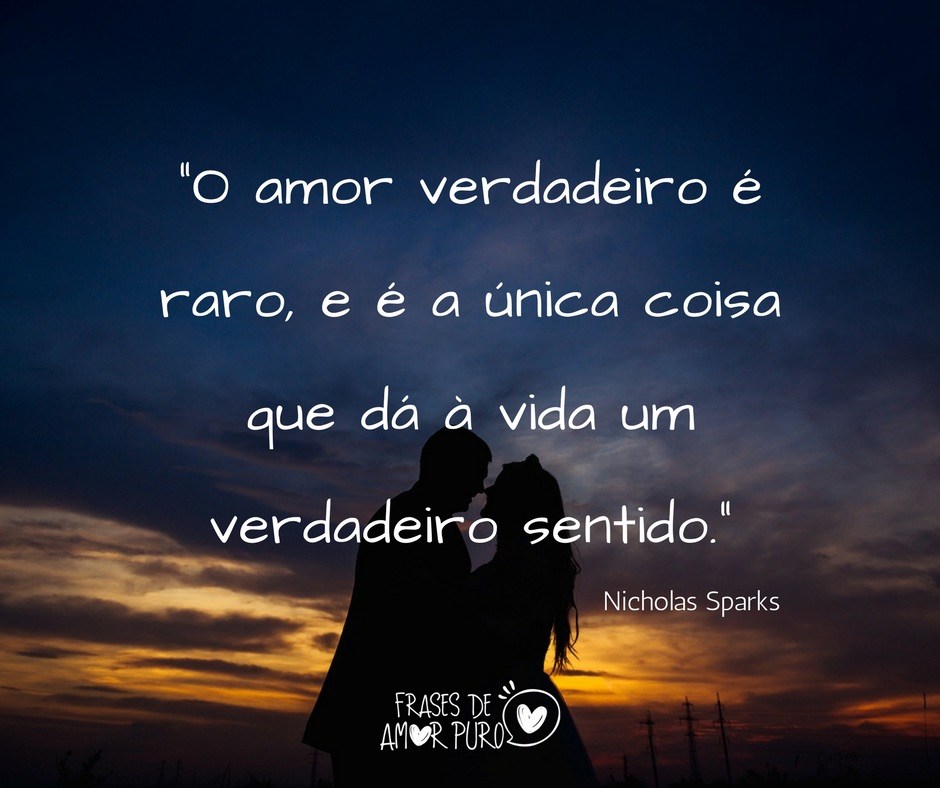 "O amor verdadeiro é
raro, e é a única coisa
que dá à vida um
verdadeiro sentido."
Nicholas Sparks
FRASES DE
AMOR PURO